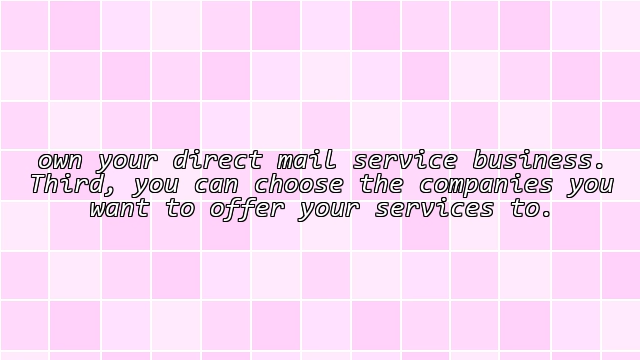 own your direct mail service business.
Third, you can choose the companies you
want to offer your services to.